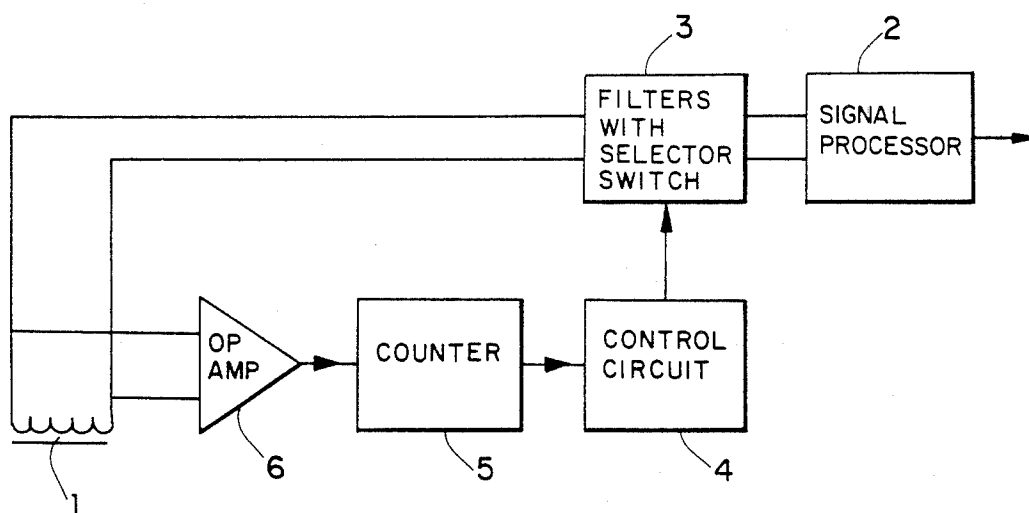 3
2
FILTERS
WITH
SELECTOR
SWITCH
SIGNAL
PROCESSOR
OP
AMP
COUNTER
CONTROL
CIRCUIT
1
6
5
4